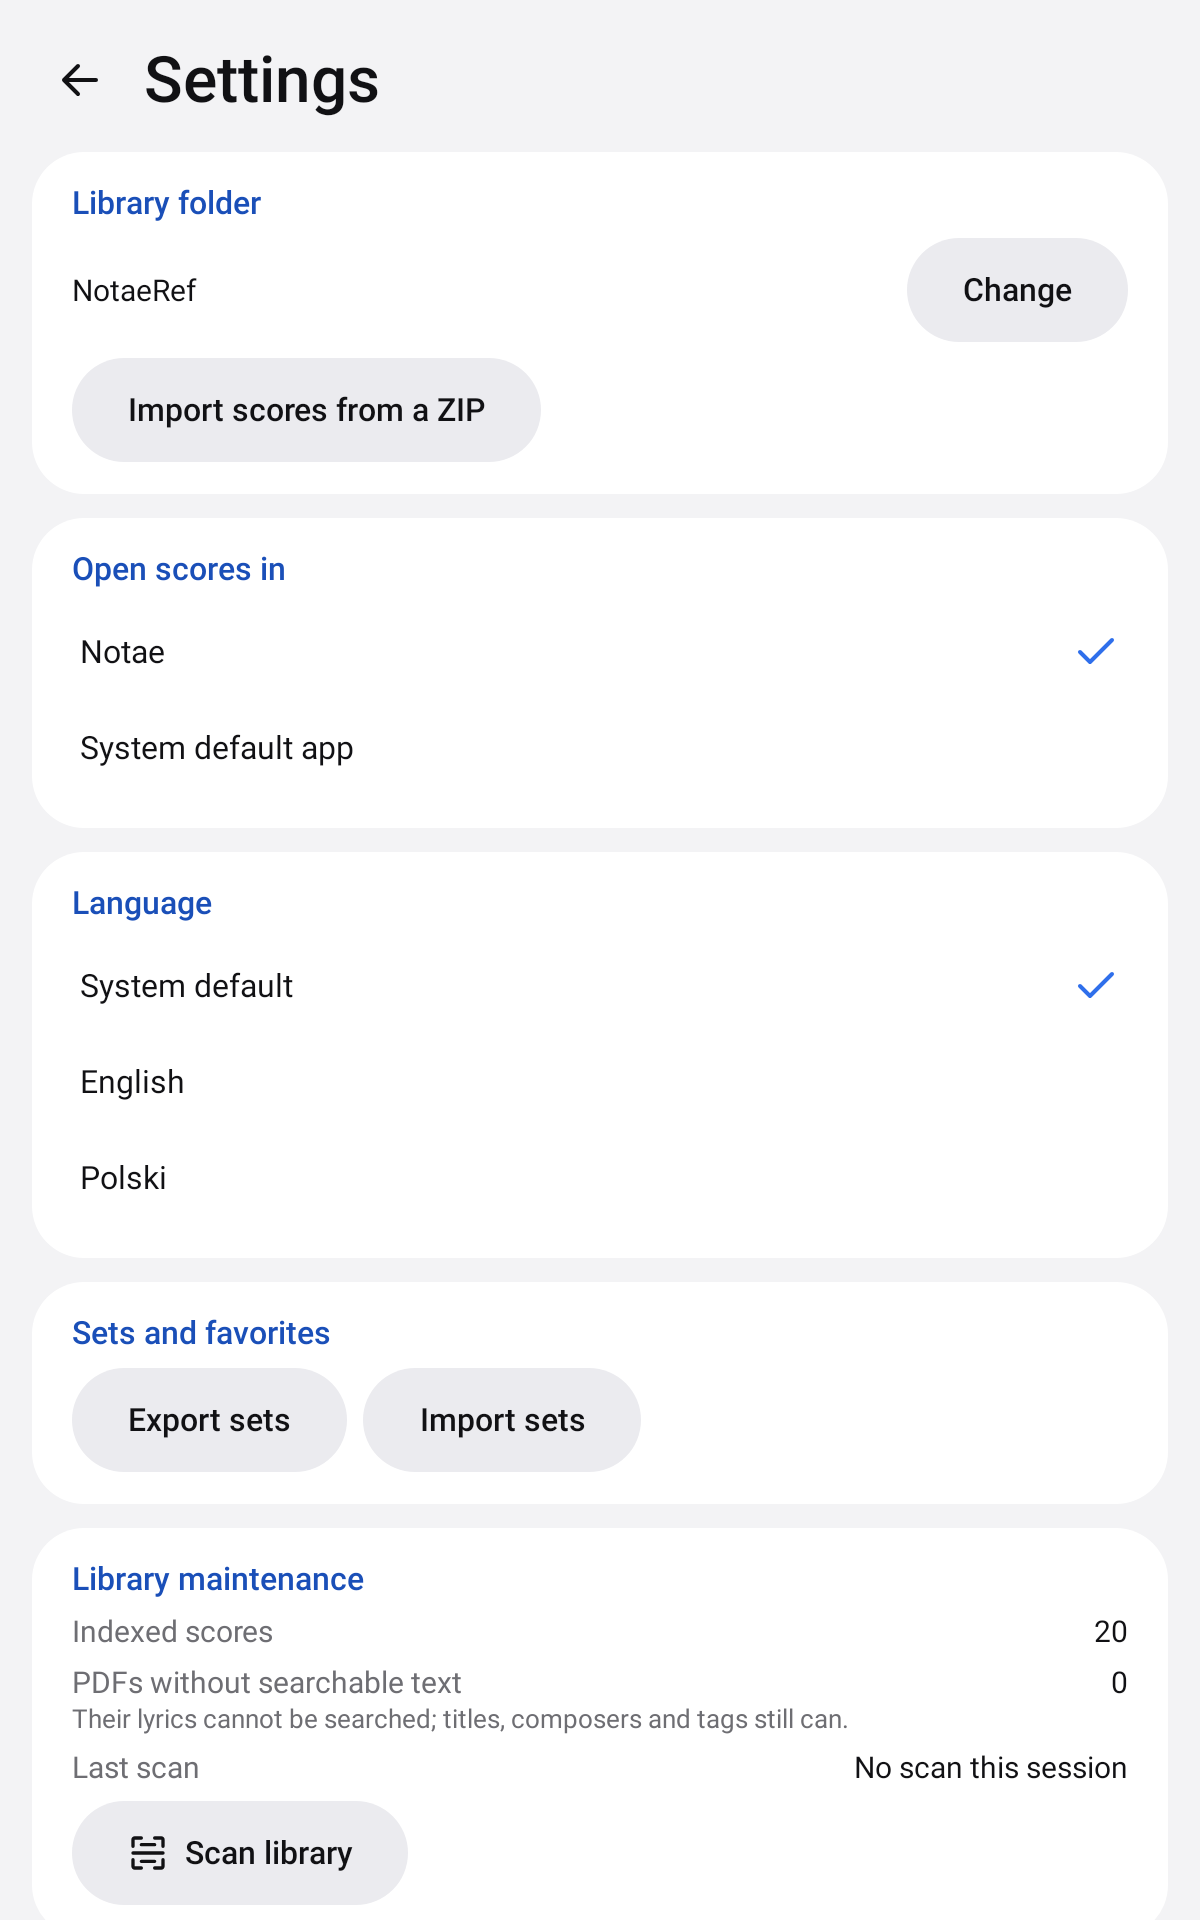 Settings
Library folder
NotaeRef
Change
Import scores from a ZIP
Open scores in
Notae
System default app
Language
System default
English
Polski
Sets and favorites
Export sets
Import sets
Library maintenance
Indexed scores 20
PDFs without searchable text 0
Their lyrics cannot be searched; titles, composers and tags still can.
Last scan No scan this session
Scan library